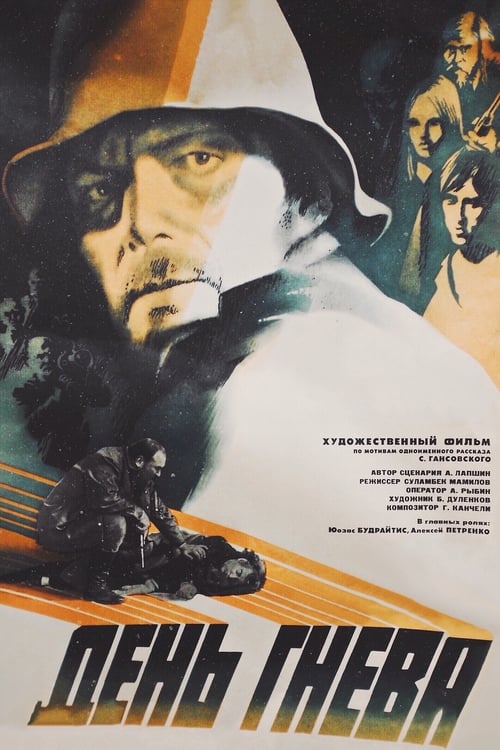 ХУДОЖЕСТВЕННЫЙ ФИЛЬМ
ПО МОТИВАМ ОДНОИМЕННОГО РАССКАЗА
С. ГАНСОВСКОГО
АВТОР СЦЕНАРИЯ А. ЛАПШИН
РЕЖИССЕР СУЛАМБЕК МАМИЛОВ
ОПЕРАТОР А. РЫБИН
ХУДОЖНИК Б. ДУЛЕНКОВ
КОМПОЗИТОР Г. КАНЧЕЛИ
В главных ролях:
Юозас БУДРАЙТИС, Алексей ПЕТРЕНКО
ДЕНЬ ГНЕВА